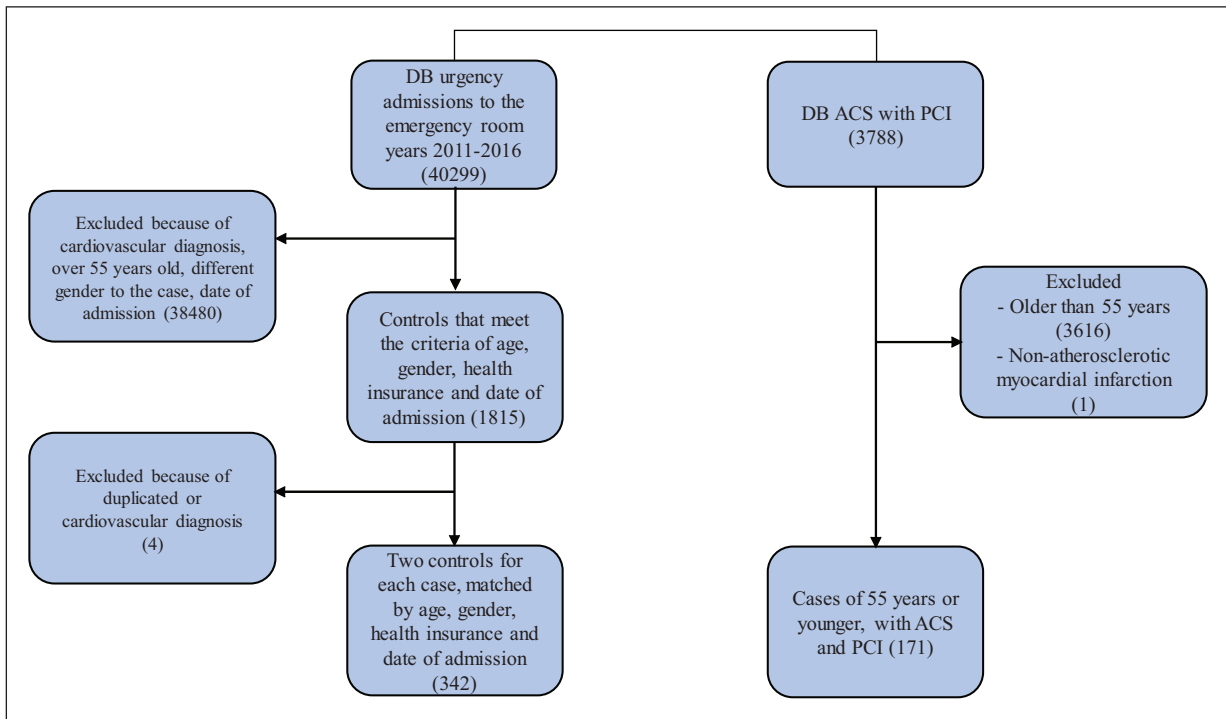 DB urgency
admissions to the
emergency room
years 2011-2016
(40299)
DB ACS with PCI
(3788)
Excluded because of
cardiovascular diagnosis,
over 55 years old, different
gender to the case, date of
admission (38480)
Excluded
- Older than 55 years
(3616)
- Non-atherosclerotic
myocardial infarction
(1)
Controls that meet
the criteria of age,
gender, health
insurance and date of
admission (1815)
Excluded because of
duplicated or
cardiovascular diagnosis
(4)
Two controls for
each case, matched
by age, gender,
health insurance and
date of admission
(342)
Cases of 55 years or
younger, with ACS
and PCI (171)